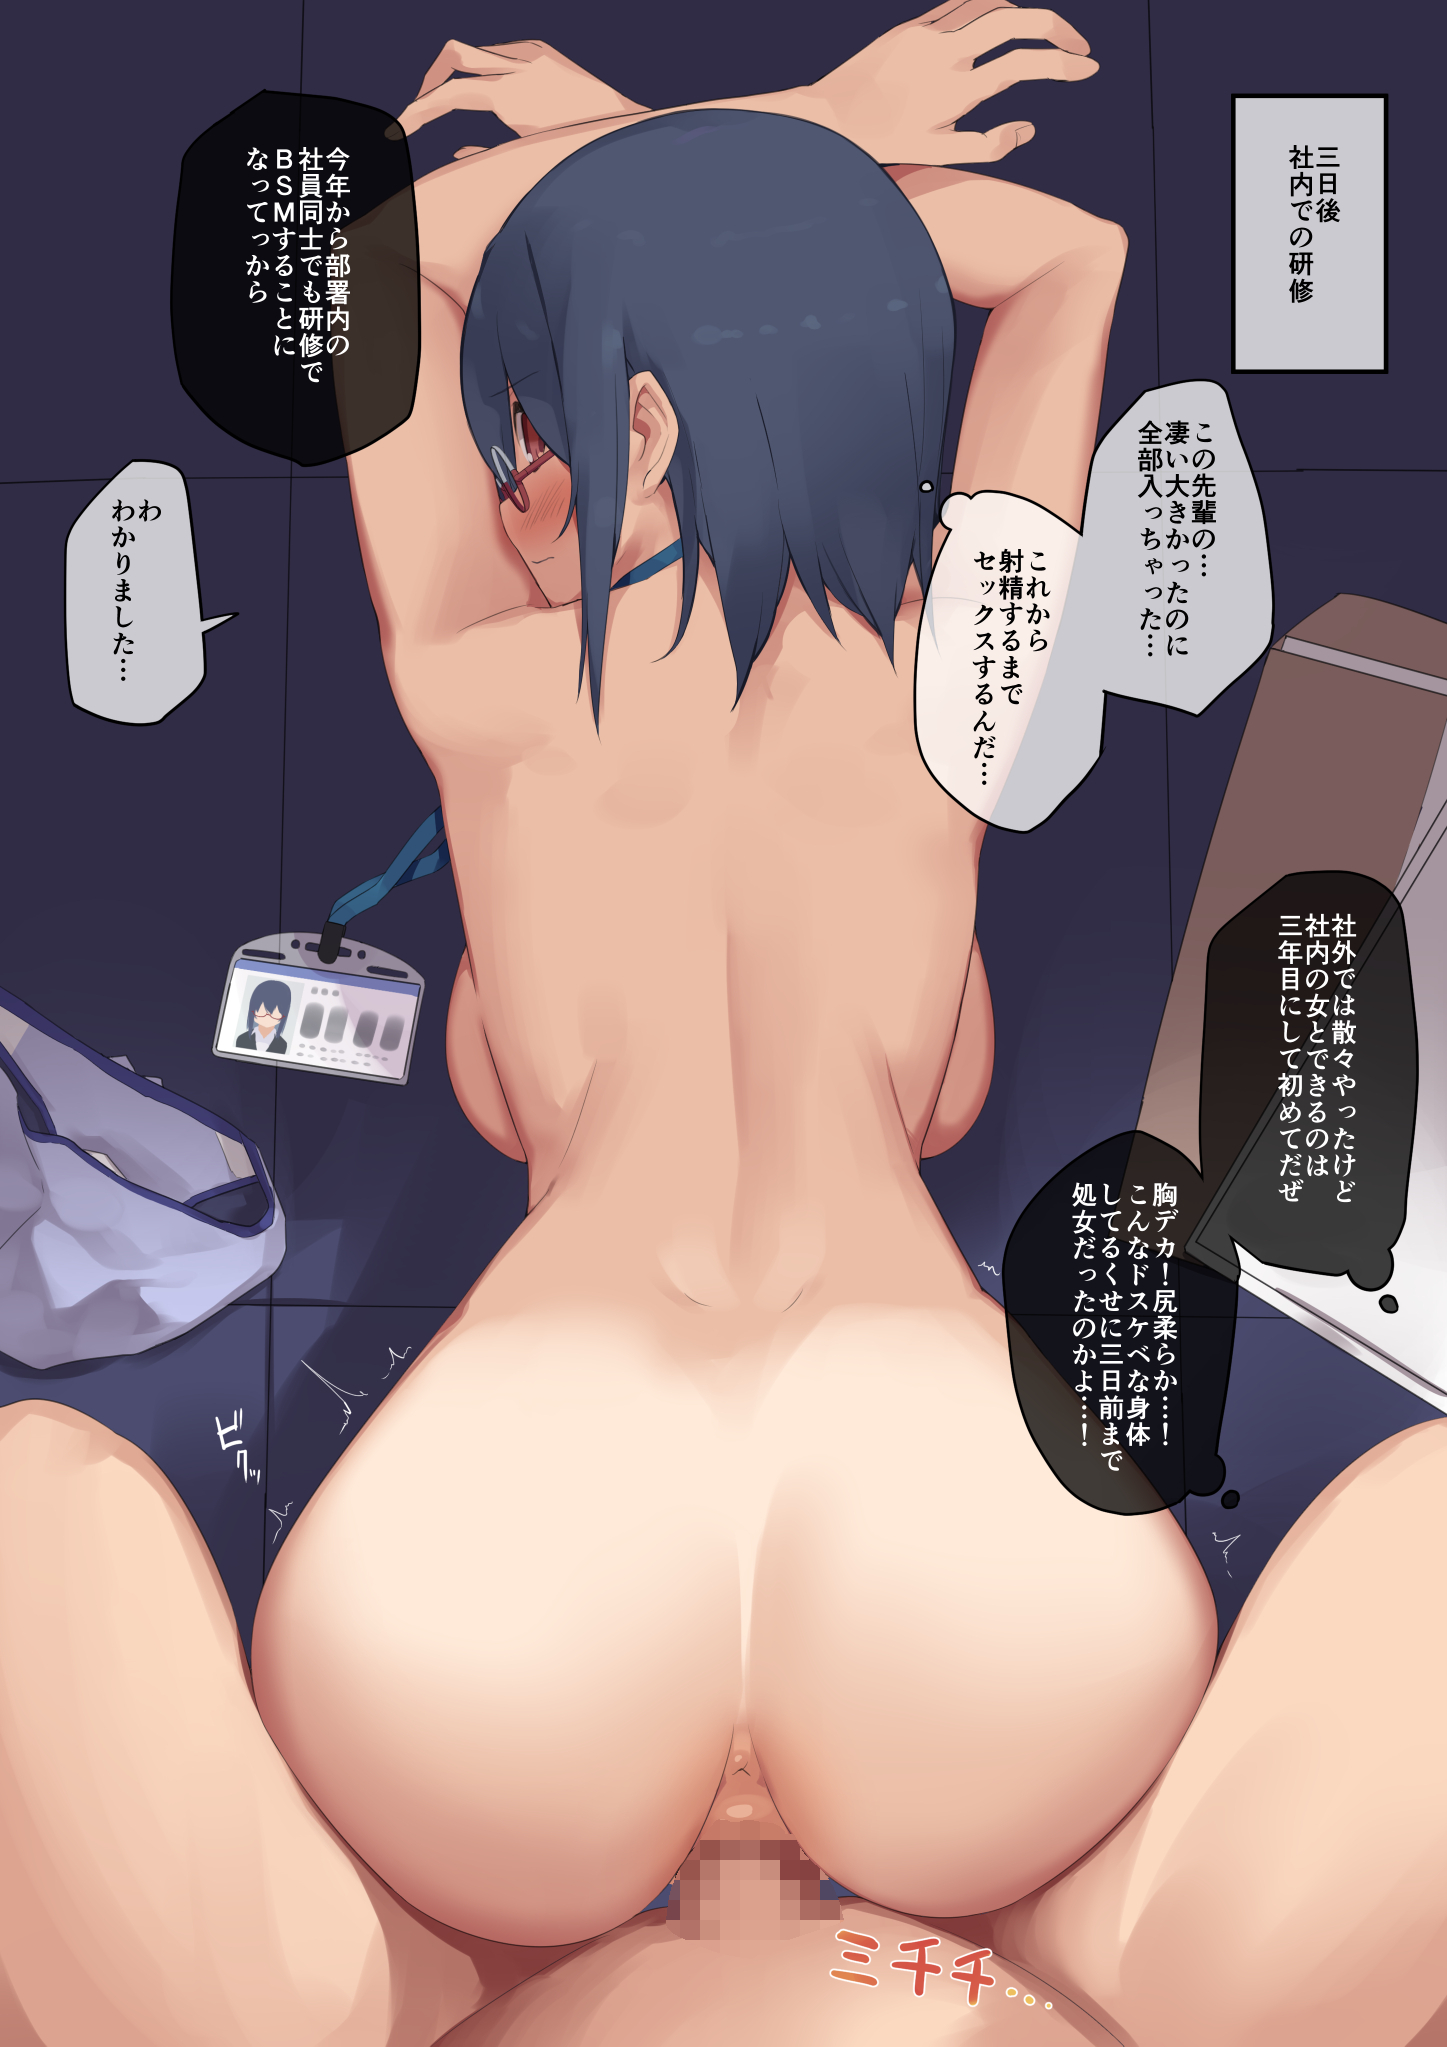 三日後
社内での研修
今年から部署内の
社員同士でも研修で
BSMすることに
なってっから
この先輩の…
凄い大きかったのに
全部入っちゃった…
これから
射精するまで
セックスするんだ…
わ
わかりました…
社外では散々やったけど
社内の女とできるのは
三年目にして初めてだぜ
胸デカ！尻柔らか…！
こんなドスケベな身体
してるくせに三日前まで
処女だったのかよ…！
ビクッ
ミチチ…